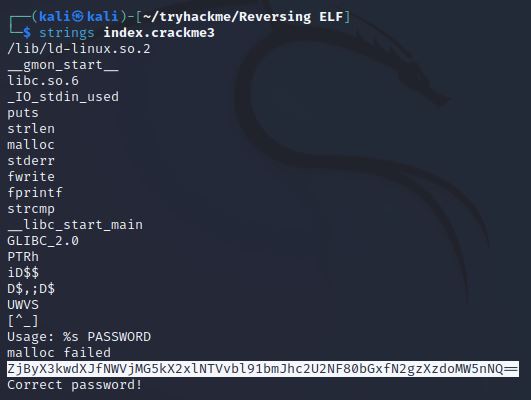 ┌──(kali㉿kali)-[~/tryhackme/Reversing ELF]
└─$ strings index.crackme3
/lib/ld-linux.so.2
__gmon_start__
libc.so.6
_IO_stdin_used
puts
strlen
malloc
stderr
fwrite
fprintf
strcmp
__libc_start_main
GLIBC_2.0
PTRh
iD$$
D$,;D$
UWVS
[^_]
Usage: %s PASSWORD
malloc failed
ZjByX3kwdXJfNWVjMG5kX2xlNTVvbl91bmJhc2U2NF80bGxfN2gzXzdoMW5nNQ==
Correct password!